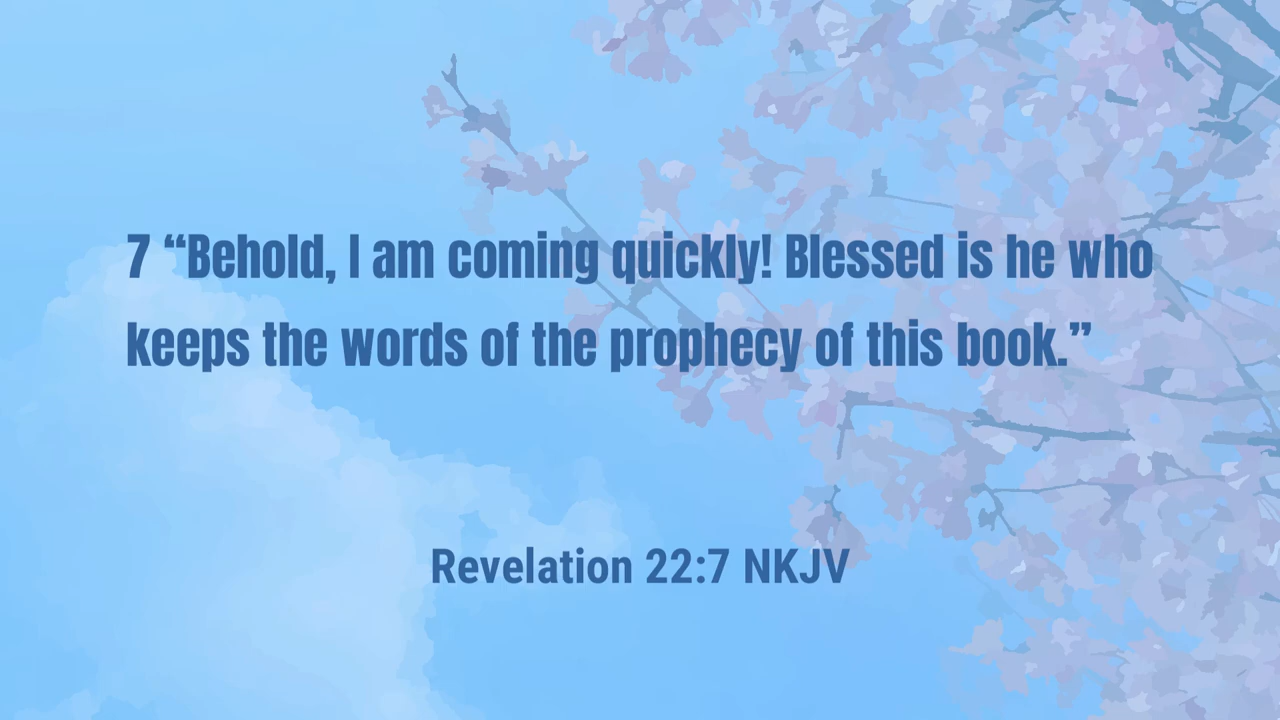 7 “Behold, I am coming quickly! Blessed is he who
keeps the words of the prophecy of this book.”
Revelation 22:7 NKJV